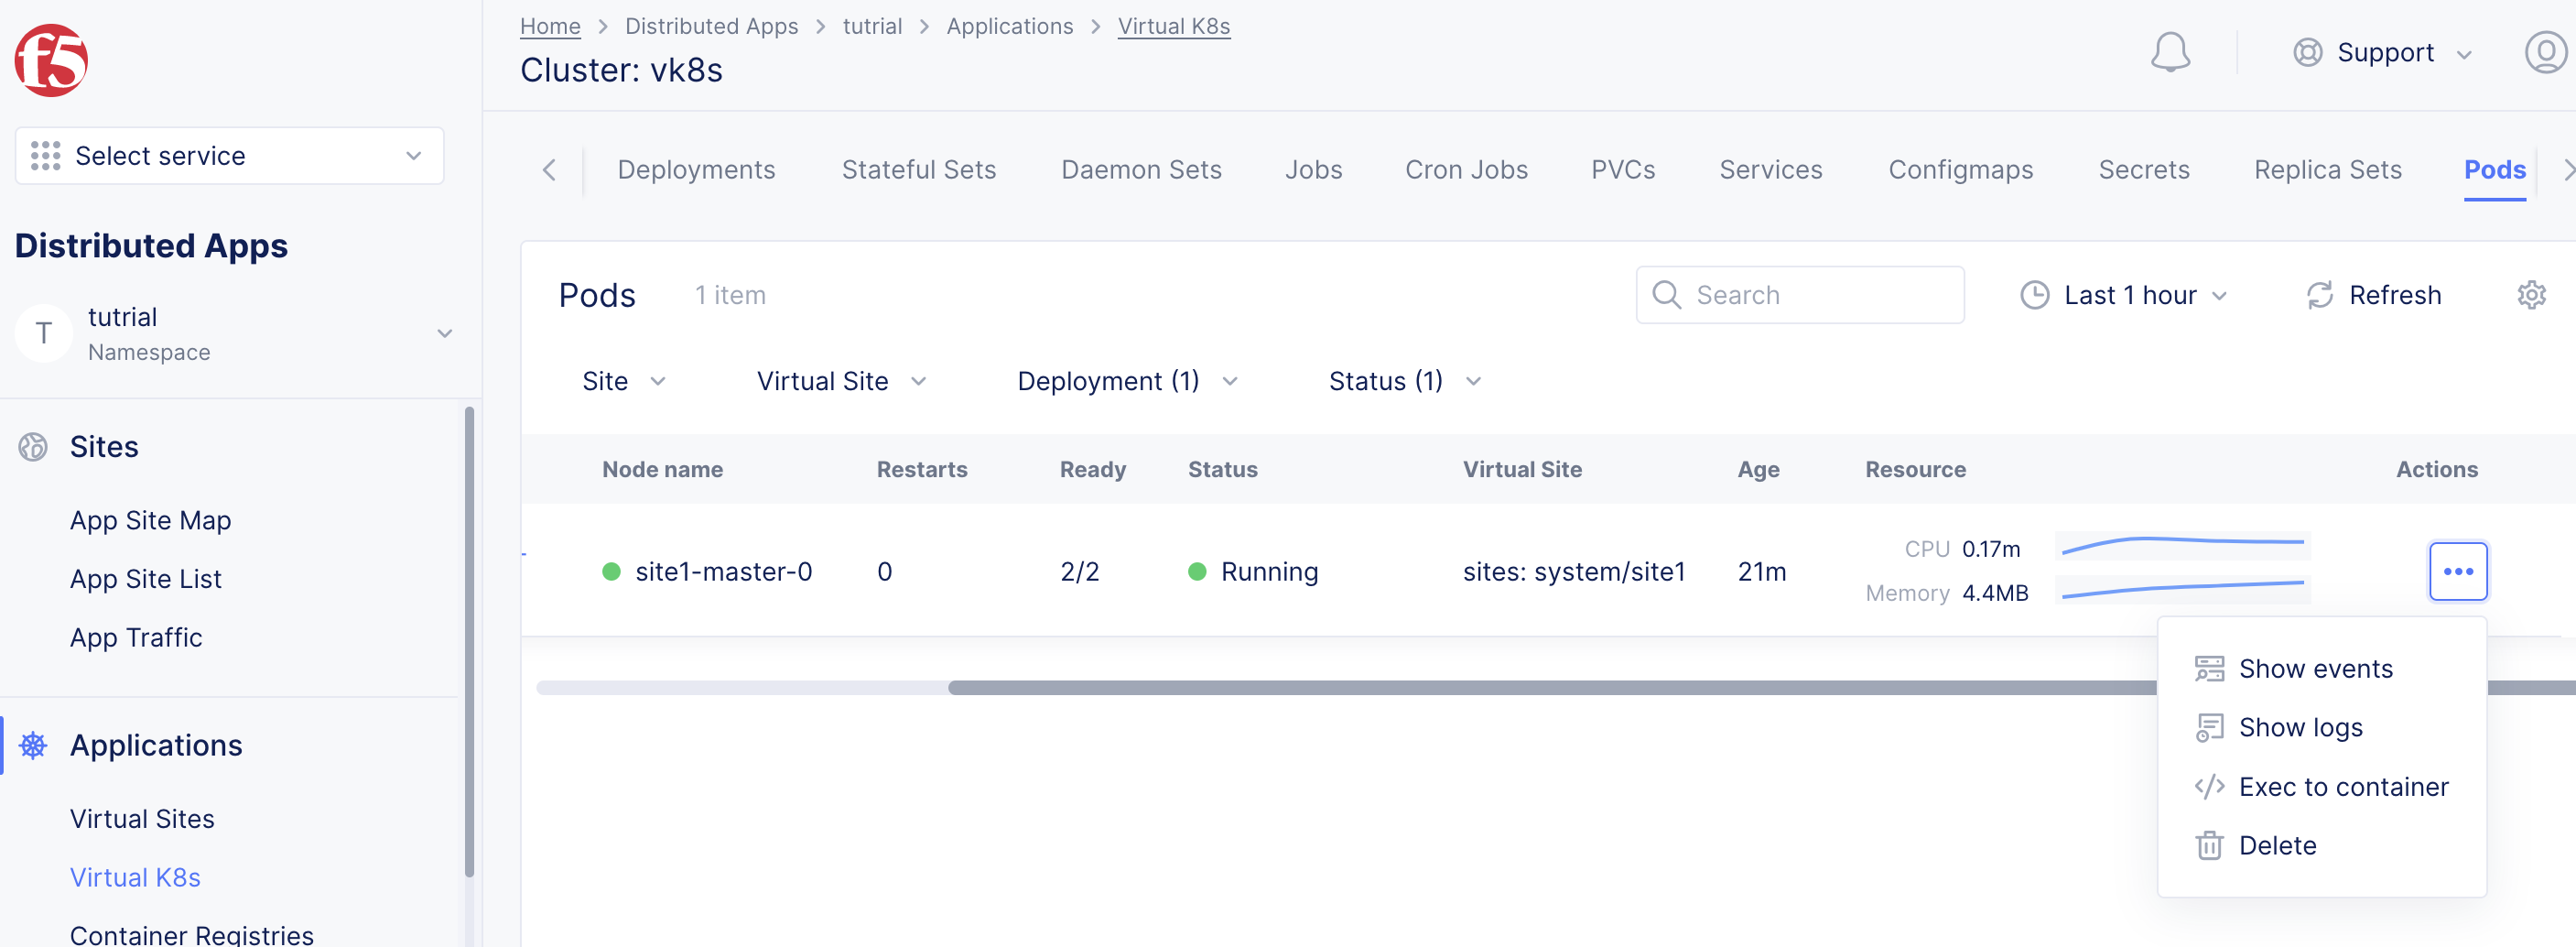 f5
Home > Distributed Apps > tutrial > Applications > Virtual K8s
Cluster: vk8s
Support
Select service
Distributed Apps
T
tutrial
Namespace
Sites
App Site Map
App Site List
App Traffic
Applications
Virtual Sites
Virtual K8s
Container Registries
Deployments Stateful Sets Daemon Sets Jobs Cron Jobs PVCs Services Configmaps Secrets Replica Sets Pods
Pods 1 item Search Last 1 hour Refresh
Site Virtual Site Deployment (1) Status (1)
Node name Restarts Ready Status Virtual Site Age Resource Actions
site1-master-0 0 2/2 Running sites: system/site1 21m
CPU 0.17m
Memory 4.4MB
Show events
Show logs
</> Exec to container
Delete